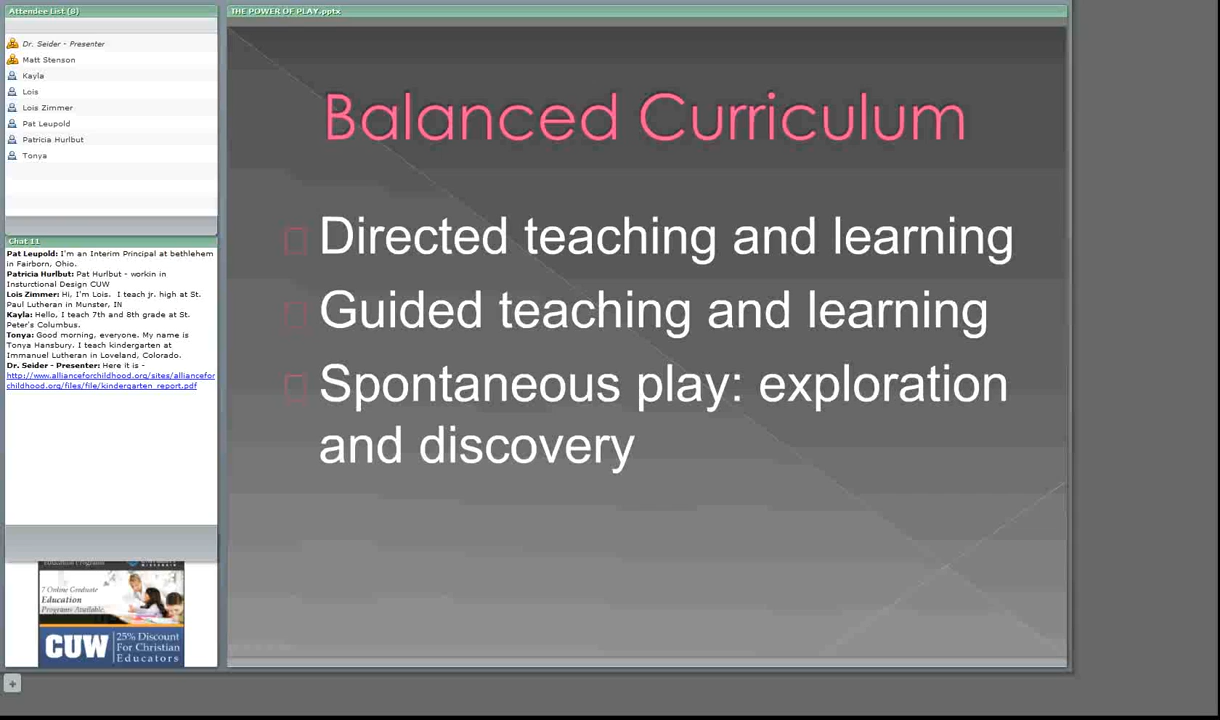 Attendee List (8)
Dr. Seider - Presenter
Matt Stenson
Kayla
Lois
Lois Zimmer
Pat Leupold
Patricia Hurlbut
Tonya
Chat 11
Pat Leupold: I'm an Interim Principal at bethlehem
in Fairborn, Ohio.
Patricia Hurlbut: Pat Hurlbut - workin in
Insturctional Design CUW
Lois Zimmer: Hi, I'm Lois. I teach jr. high at St.
Paul Lutheran in Munster, IN
Kayla: Hello, I teach 7th and 8th grade at St.
Peter's Columbus.
Tonya: Good morning, everyone. My name is
Tonya Hansbury. I teach kindergarten at
Immanuel Lutheran in Loveland, Colorado.
Dr. Seider - Presenter: Here it is -
http://www.allianceforchildhood.org/sites/alliancefor
childhood.org/files/file/kindergarten_report.pdf
7 Online Graduate
Education
Programs Available.
CUW
25% Discount
For Christian
Educators
THE POWER OF PLAY.pptx
Balanced Curriculum
Directed teaching and learning
Guided teaching and learning
Spontaneous play: exploration
and discovery